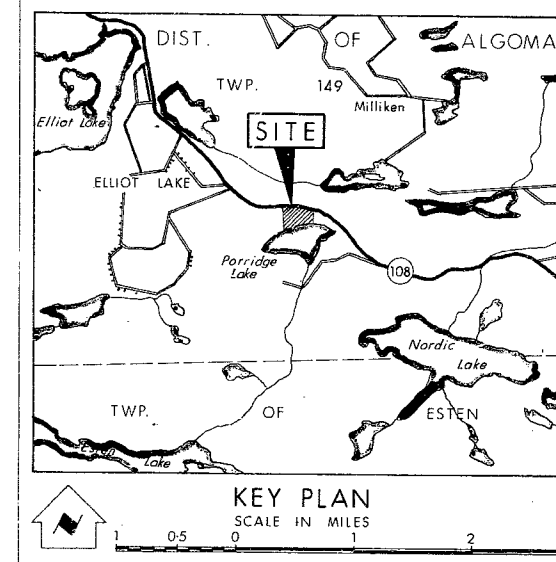 DIST. OF ALGOMA
TWP. 149
Milliken
Elliot Lake
SITE
ELLIOT LAKE
Porridge
Lake
108
Nordic
Lake
TWP. OF ESTEN
Lake
KEY PLAN
SCALE IN MILES
1 0·5 0 1 2
N